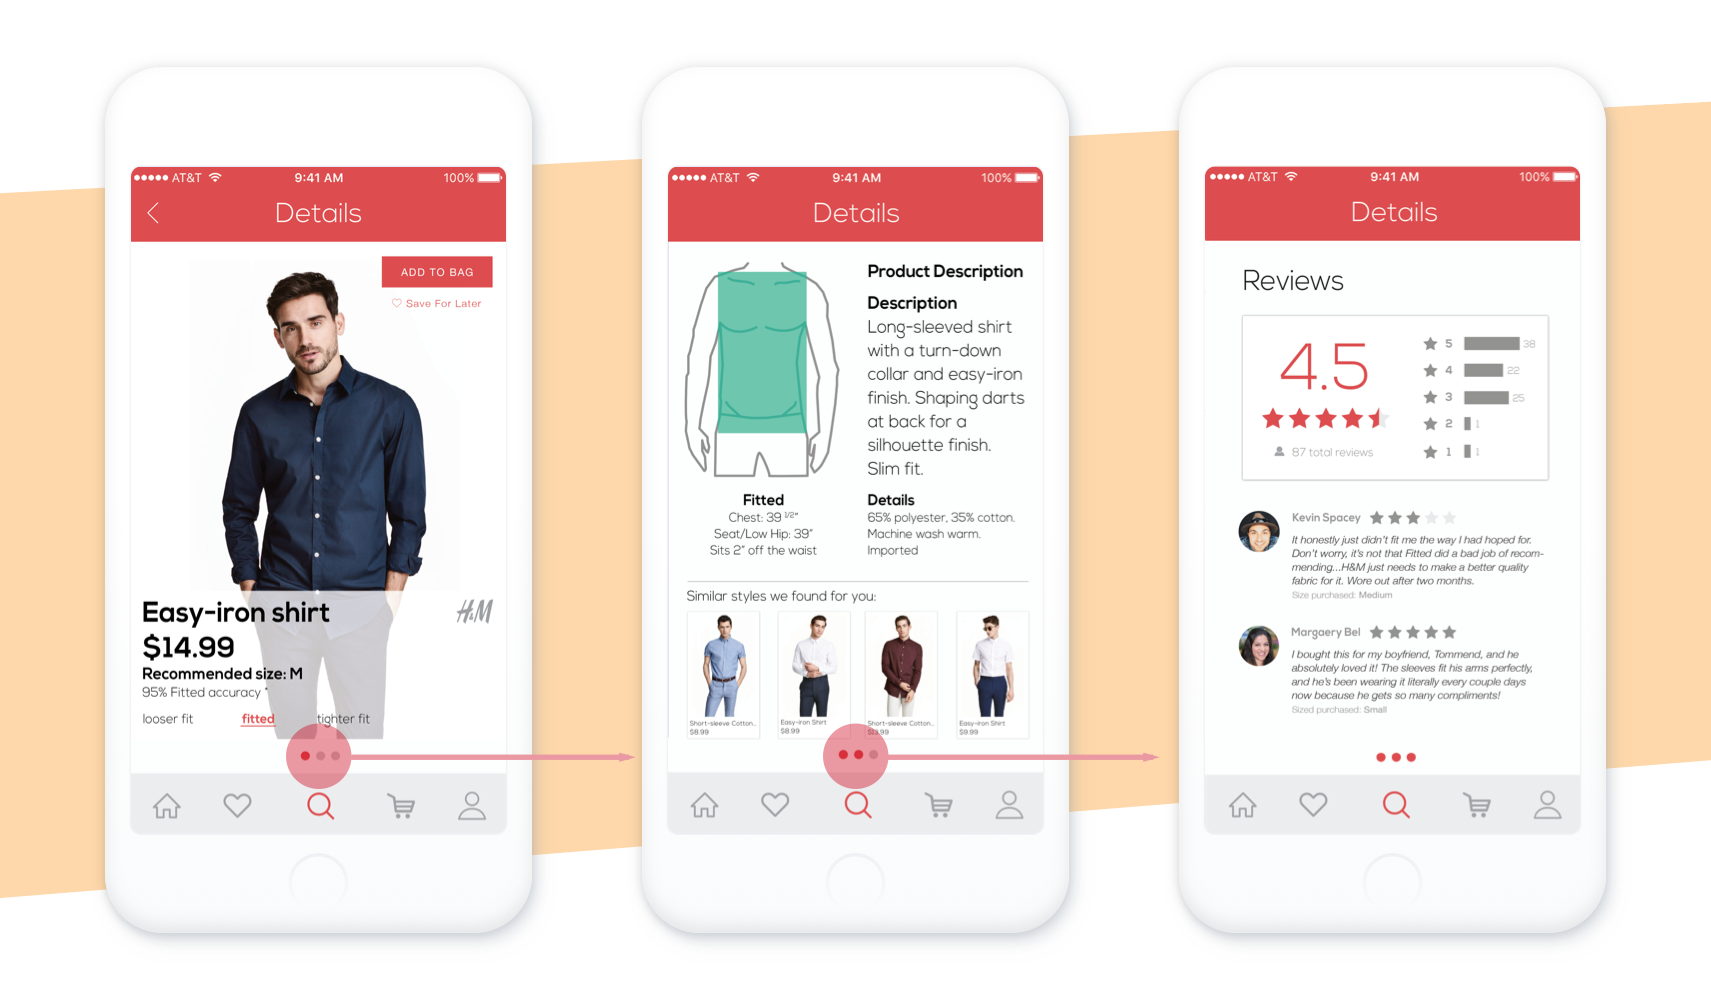 AT&T
9:41 AM
100%
Details
ADD TO BAG
Save For Later
Easy-iron shirt
H&M
$14.99
Recommended size: M
95% Fitted accuracy *
looser fit
fitted
tighter fit
AT&T
9:41 AM
100%
Details
Fitted
Chest: 39 1/2"
Seat/Low Hip: 39"
Sits 2" off the waist
Product Description
Description
Long-sleeved shirt
with a turn-down
collar and easy-iron
finish. Shaping darts
at back for a
silhouette finish.
Slim fit.
Details
65% polyester, 35% cotton.
Machine wash warm.
Imported
Similar styles we found for you:
Short-sleeve Cotton...
$8.99
Easy-iron Shirt
$8.99
Short-sleeve Cotton...
Easy-iron Shirt
$9.99
AT&T
9:41 AM
100%
Details
Reviews
4.5
87 total reviews
5 38
4 22
3 25
2 1
1 1
Kevin Spacey
It honestly just didn't fit me the way I had hoped for.
Don't worry, it's not that Fitted did a bad job of recom-
mending...H&M just needs to make a better quality
fabric for it. Wore out after two months.
Size purchased: Medium
Margaery Bel
I bought this for my boyfriend, Tommend, and he
absolutely loved it! The sleeves fit his arms perfectly,
and he's been wearing it literally every couple days
now because he gets so many compliments!
Sized purchased: Small